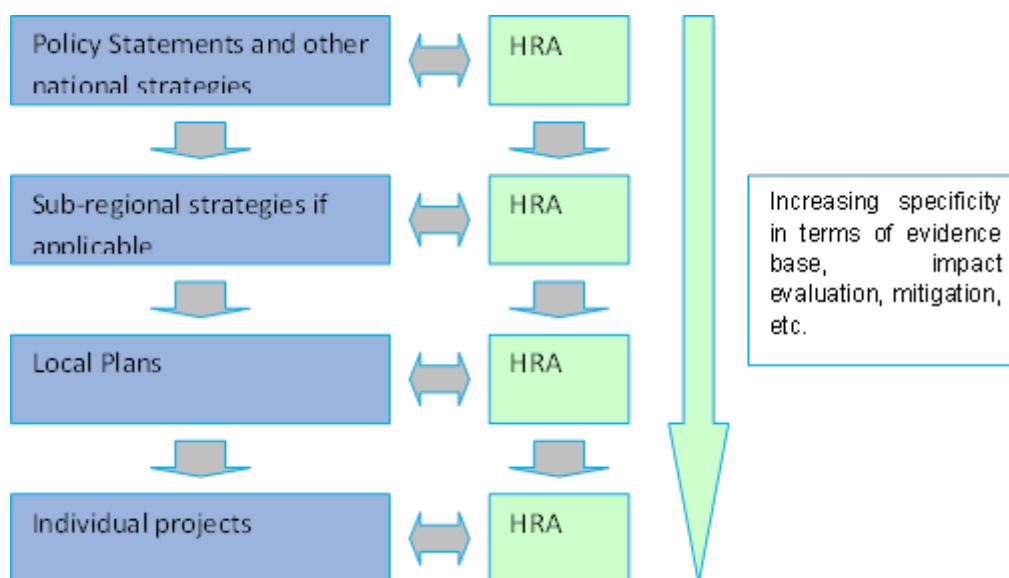 Policy Statements and other
national strategies
HRA
Sub-regional strategies if
applicable
HRA
Increasing specificity
in terms of evidence
base, impact
evaluation, mitigation,
etc.
Local Plans
HRA
Individual projects
HRA